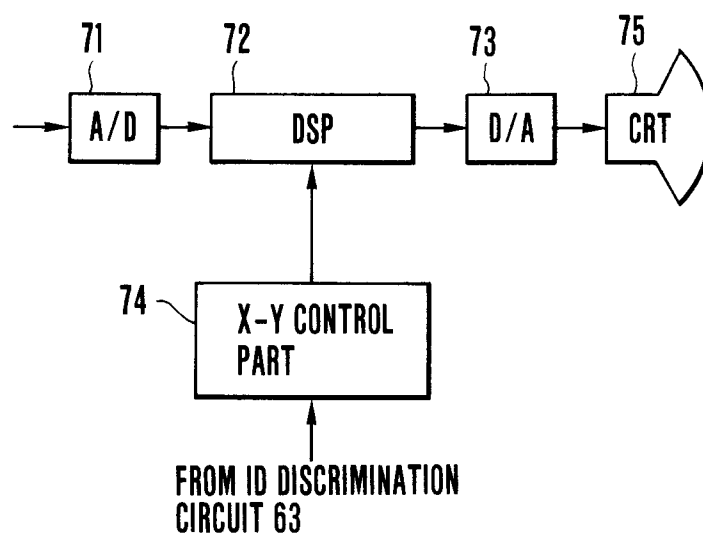 71
72
73
75
A/D
DSP
D/A
CRT
74
X-Y CONTROL
PART
FROM ID DISCRIMINATION
CIRCUIT 63